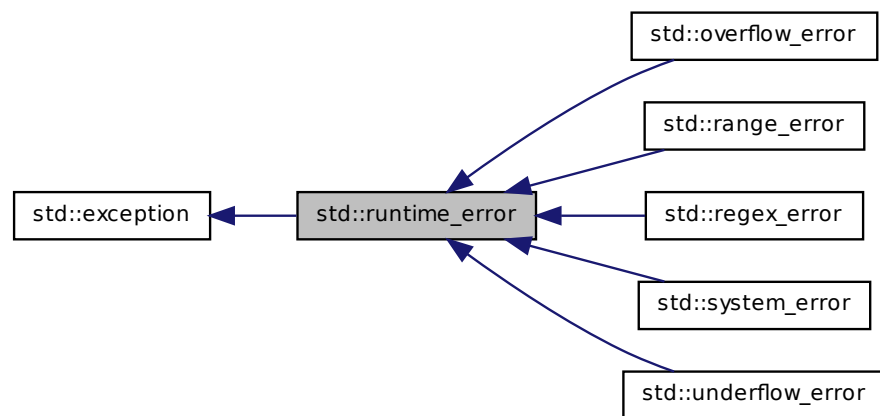 std::overflow_error
std::range_error
std::exception
std::runtime_error
std::regex_error
std::system_error
std::underflow_error